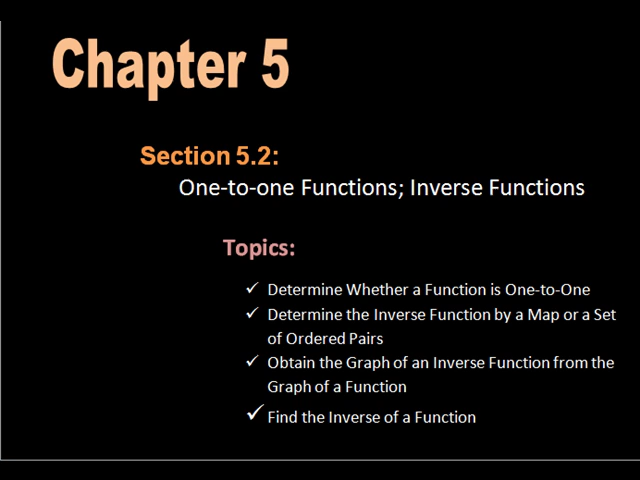 Chapter 5
Section 5.2:
One-to-one Functions; Inverse Functions
Topics:
✓ Determine Whether a Function is One-to-One
✓ Determine the Inverse Function by a Map or a Set
of Ordered Pairs
✓ Obtain the Graph of an Inverse Function from the
Graph of a Function
✓ Find the Inverse of a Function